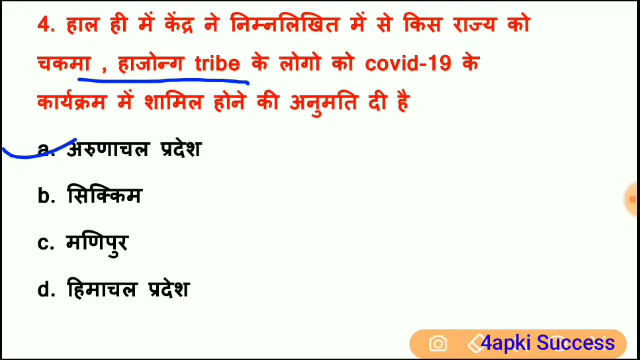 4. हाल ही में केंद्र ने निम्नलिखित में से किस राज्य को
चकमा , हाजोन्ग tribe के लोगो को covid-19 के
कार्यक्रम में शामिल होने की अनुमति दी है
a. अरुणाचल प्रदेश
b. सिक्किम
c. मणिपुर
d. हिमाचल प्रदेश
4apki Success